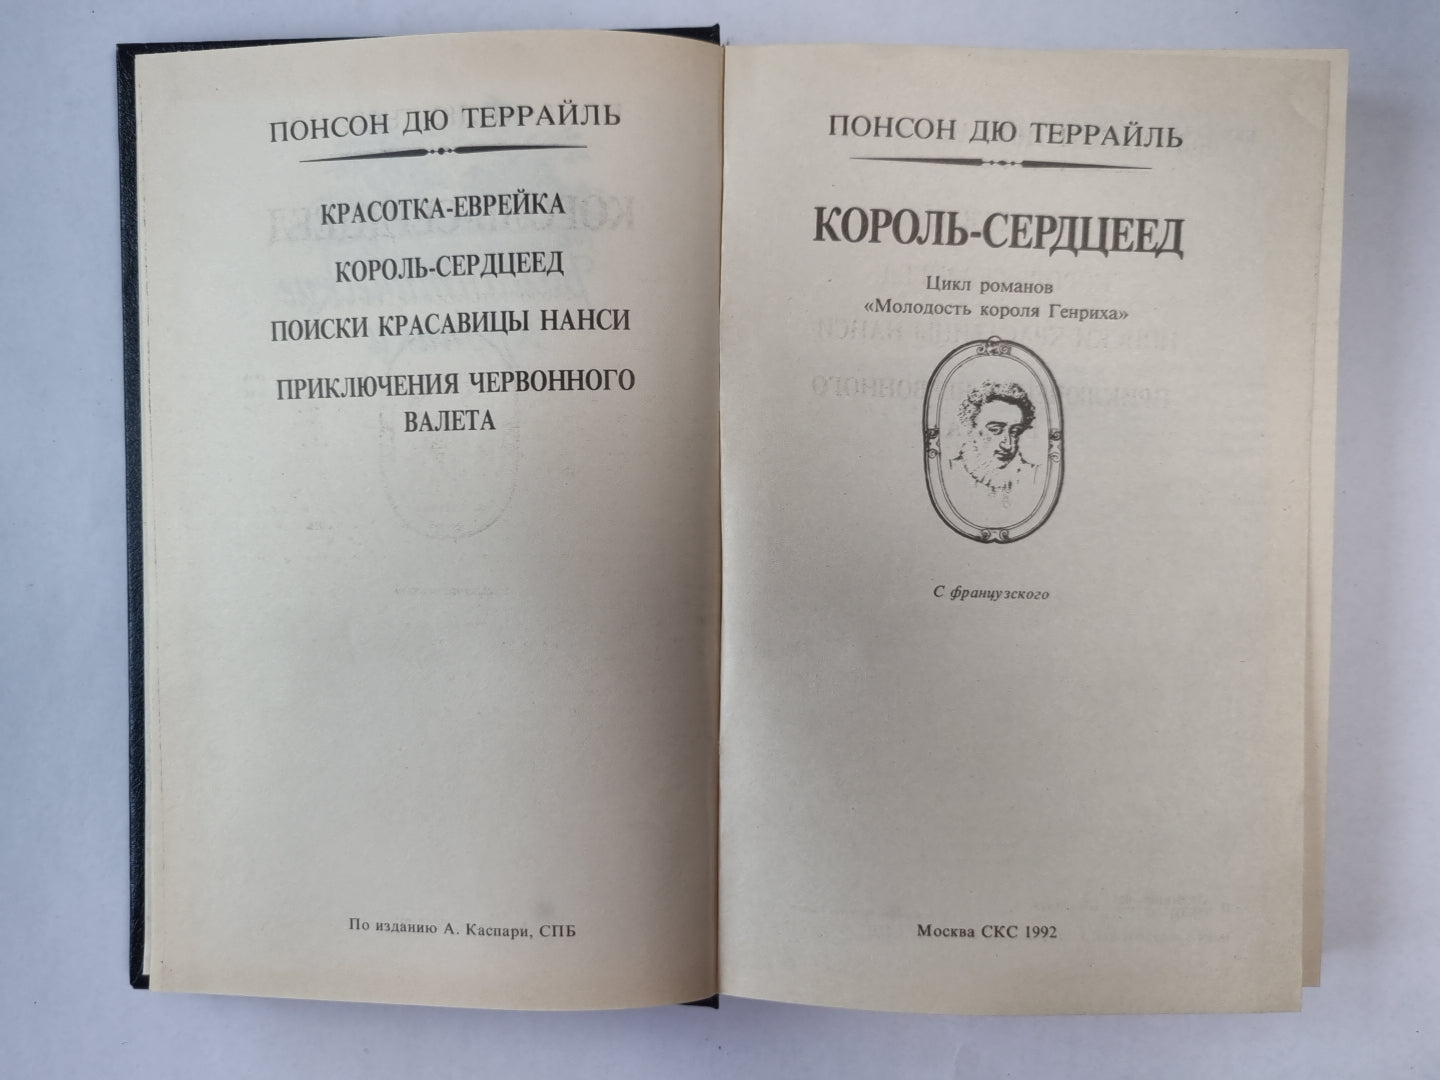 ПОНСОН ДЮ ТЕРРАЙЛЬ
КРАСОТКА-ЕВРЕЙКА
КОРОЛЬ-СЕРДЦЕЕД
ПОИСКИ КРАСАВИЦЫ НАНСИ
ПРИКЛЮЧЕНИЯ ЧЕРВОННОГО
ВАЛЕТА
По изданию А. Каспари, СПБ
ПОНСОН ДЮ ТЕРРАЙЛЬ
КОРОЛЬ-СЕРДЦЕЕД
Цикл романов
«Молодость короля Генриха»
С французского
Москва СКС 1992